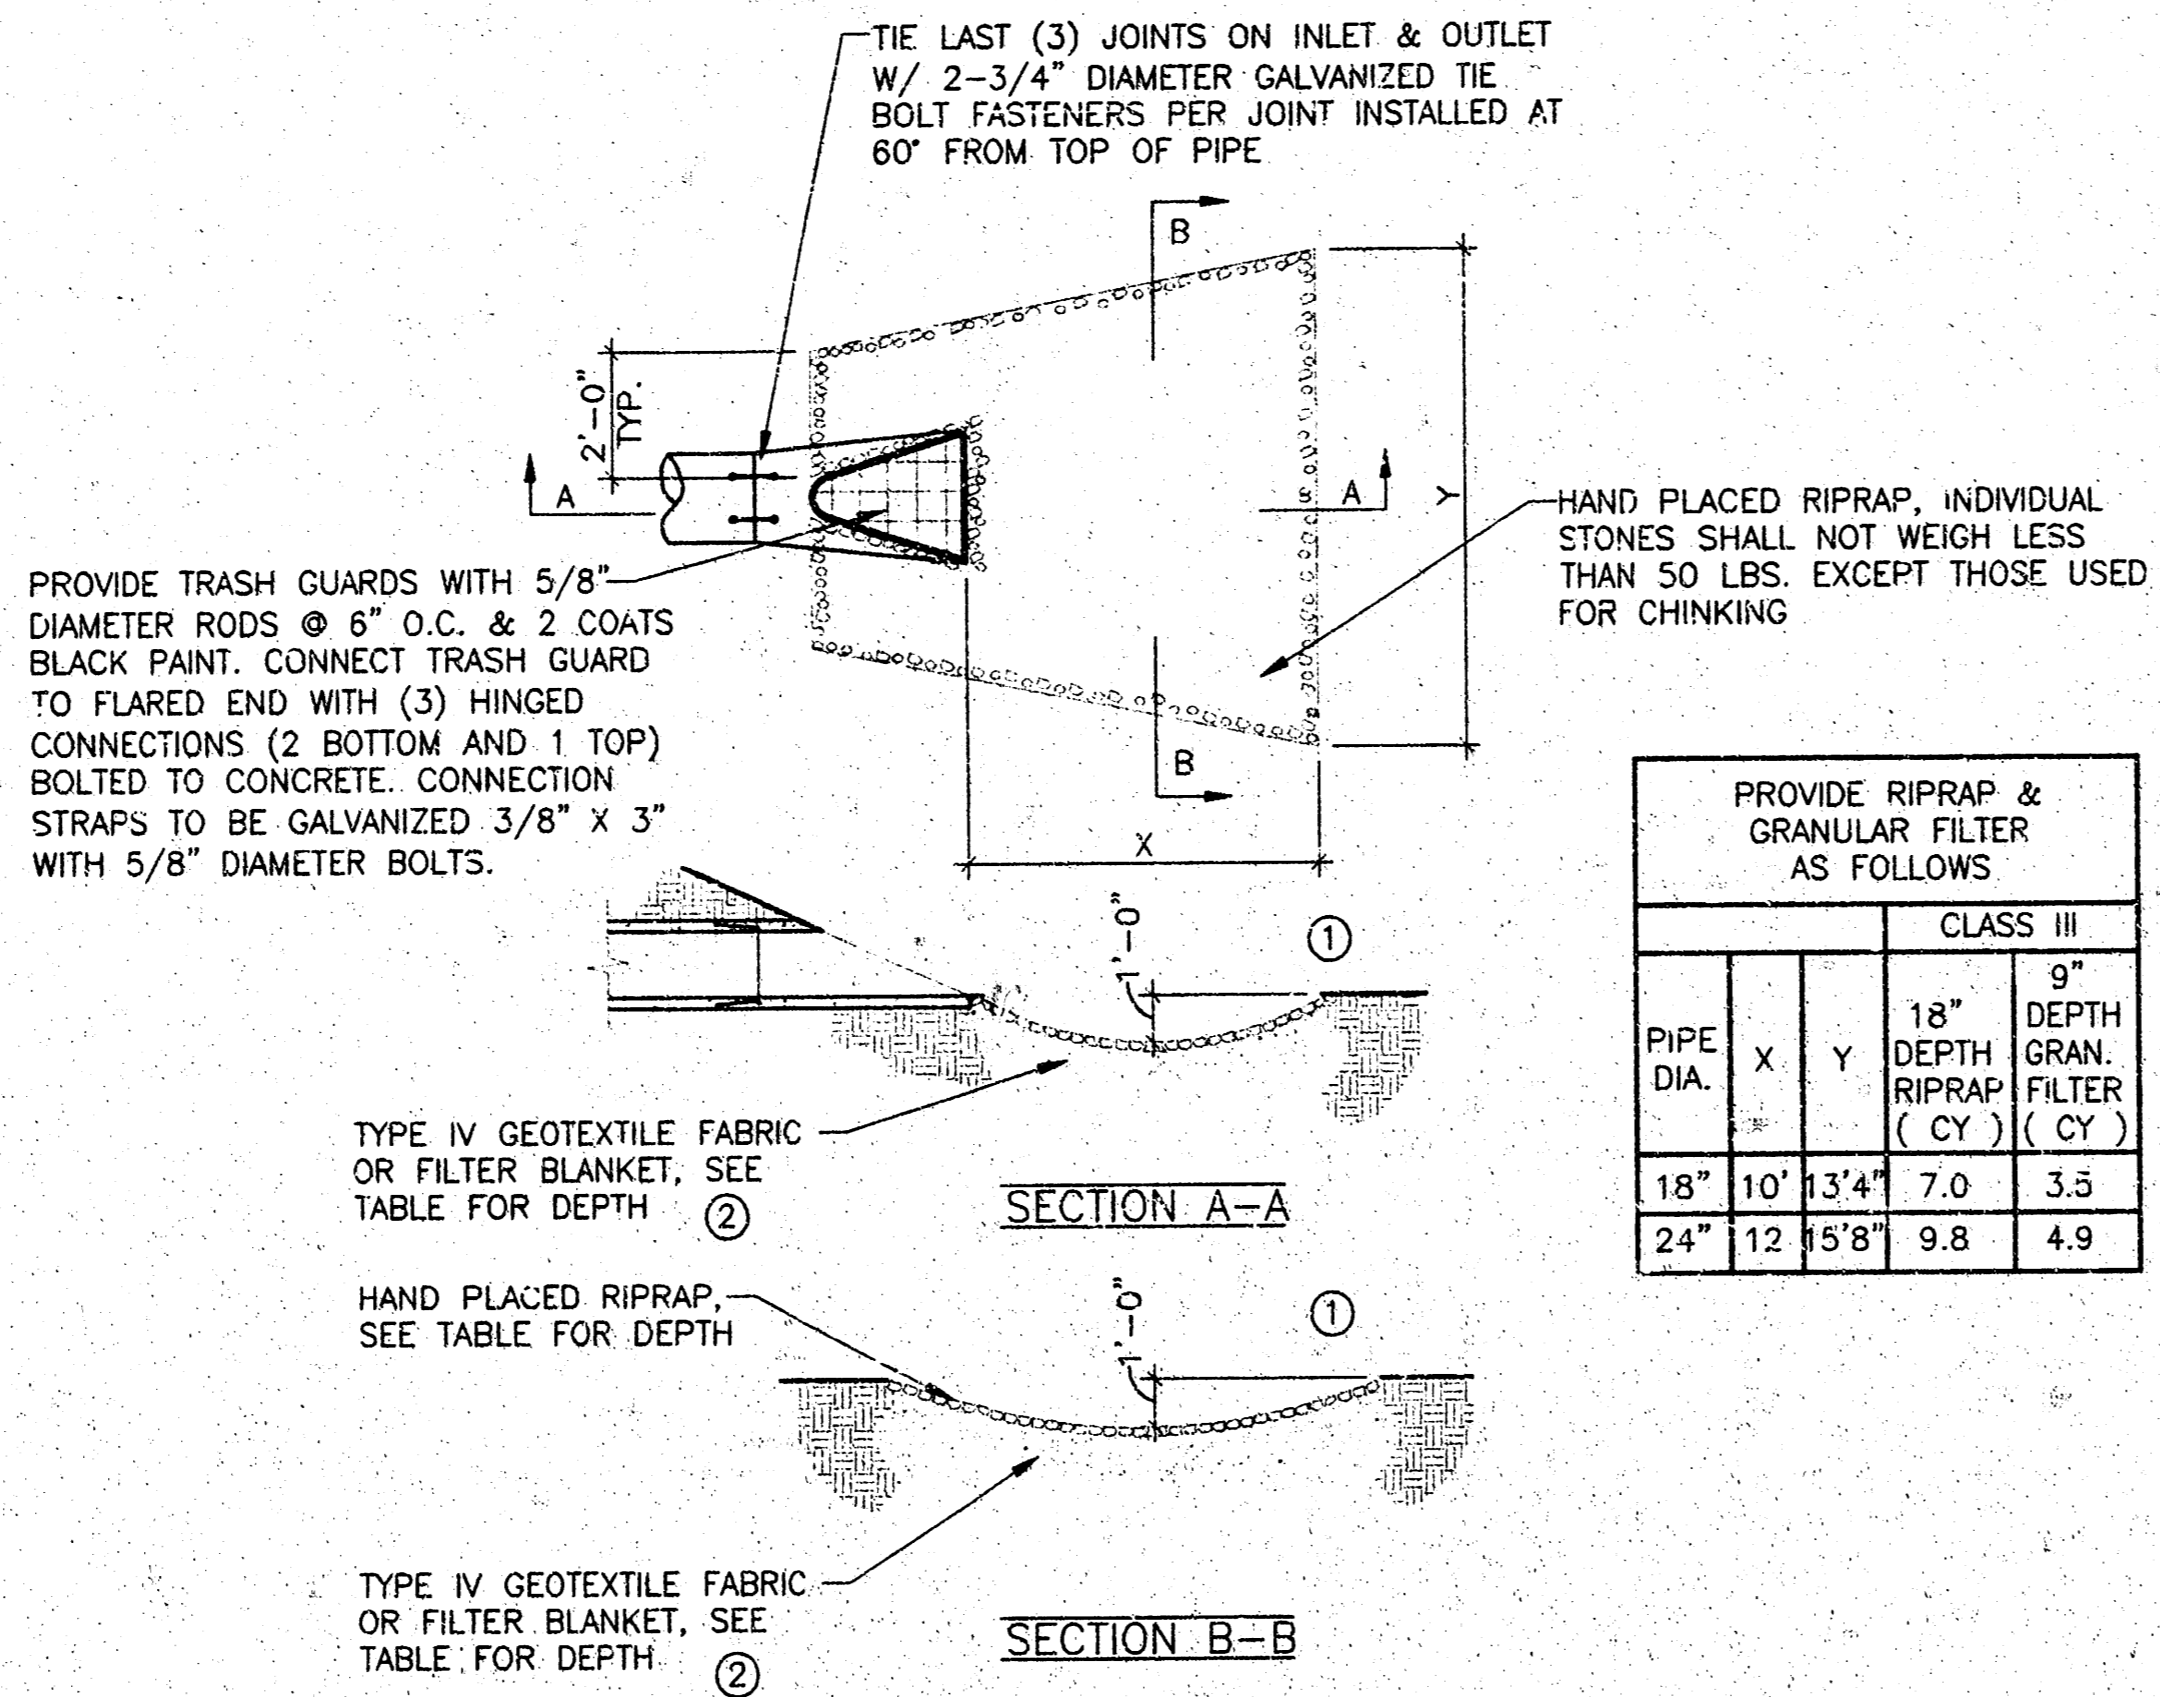 TIE LAST (3) JOINTS ON INLET & OUTLET
W/ 2-3/4" DIAMETER GALVANIZED TIE
BOLT FASTENERS PER JOINT INSTALLED AT
60° FROM TOP OF PIPE
B
2'-0"
TYP.
A
A
Y
HAND PLACED RIPRAP, INDIVIDUAL
STONES SHALL NOT WEIGH LESS
THAN 50 LBS. EXCEPT THOSE USED
FOR CHINKING
PROVIDE TRASH GUARDS WITH 5/8"
DIAMETER RODS @ 6" O.C. & 2 COATS
BLACK PAINT. CONNECT TRASH GUARD
TO FLARED END WITH (3) HINGED
CONNECTIONS (2 BOTTOM AND 1 TOP)
BOLTED TO CONCRETE. CONNECTION
STRAPS TO BE GALVANIZED 3/8" X 3"
WITH 5/8" DIAMETER BOLTS.
B
X
1'-0"
1
TYPE IV GEOTEXTILE FABRIC
OR FILTER BLANKET, SEE
TABLE FOR DEPTH 2
SECTION A-A
HAND PLACED RIPRAP,
SEE TABLE FOR DEPTH
1'-0"
1
TYPE IV GEOTEXTILE FABRIC
OR FILTER BLANKET, SEE
TABLE FOR DEPTH 2
SECTION B-B
PROVIDE RIPRAP &
GRANULAR FILTER
AS FOLLOWS
CLASS III
PIPE
DIA.
X
Y
18"
DEPTH
RIPRAP
( CY )
9"
DEPTH
GRAN.
FILTER
( CY )
18" 10' 13'4" 7.0 3.5
24" 12 15'8" 9.8 4.9